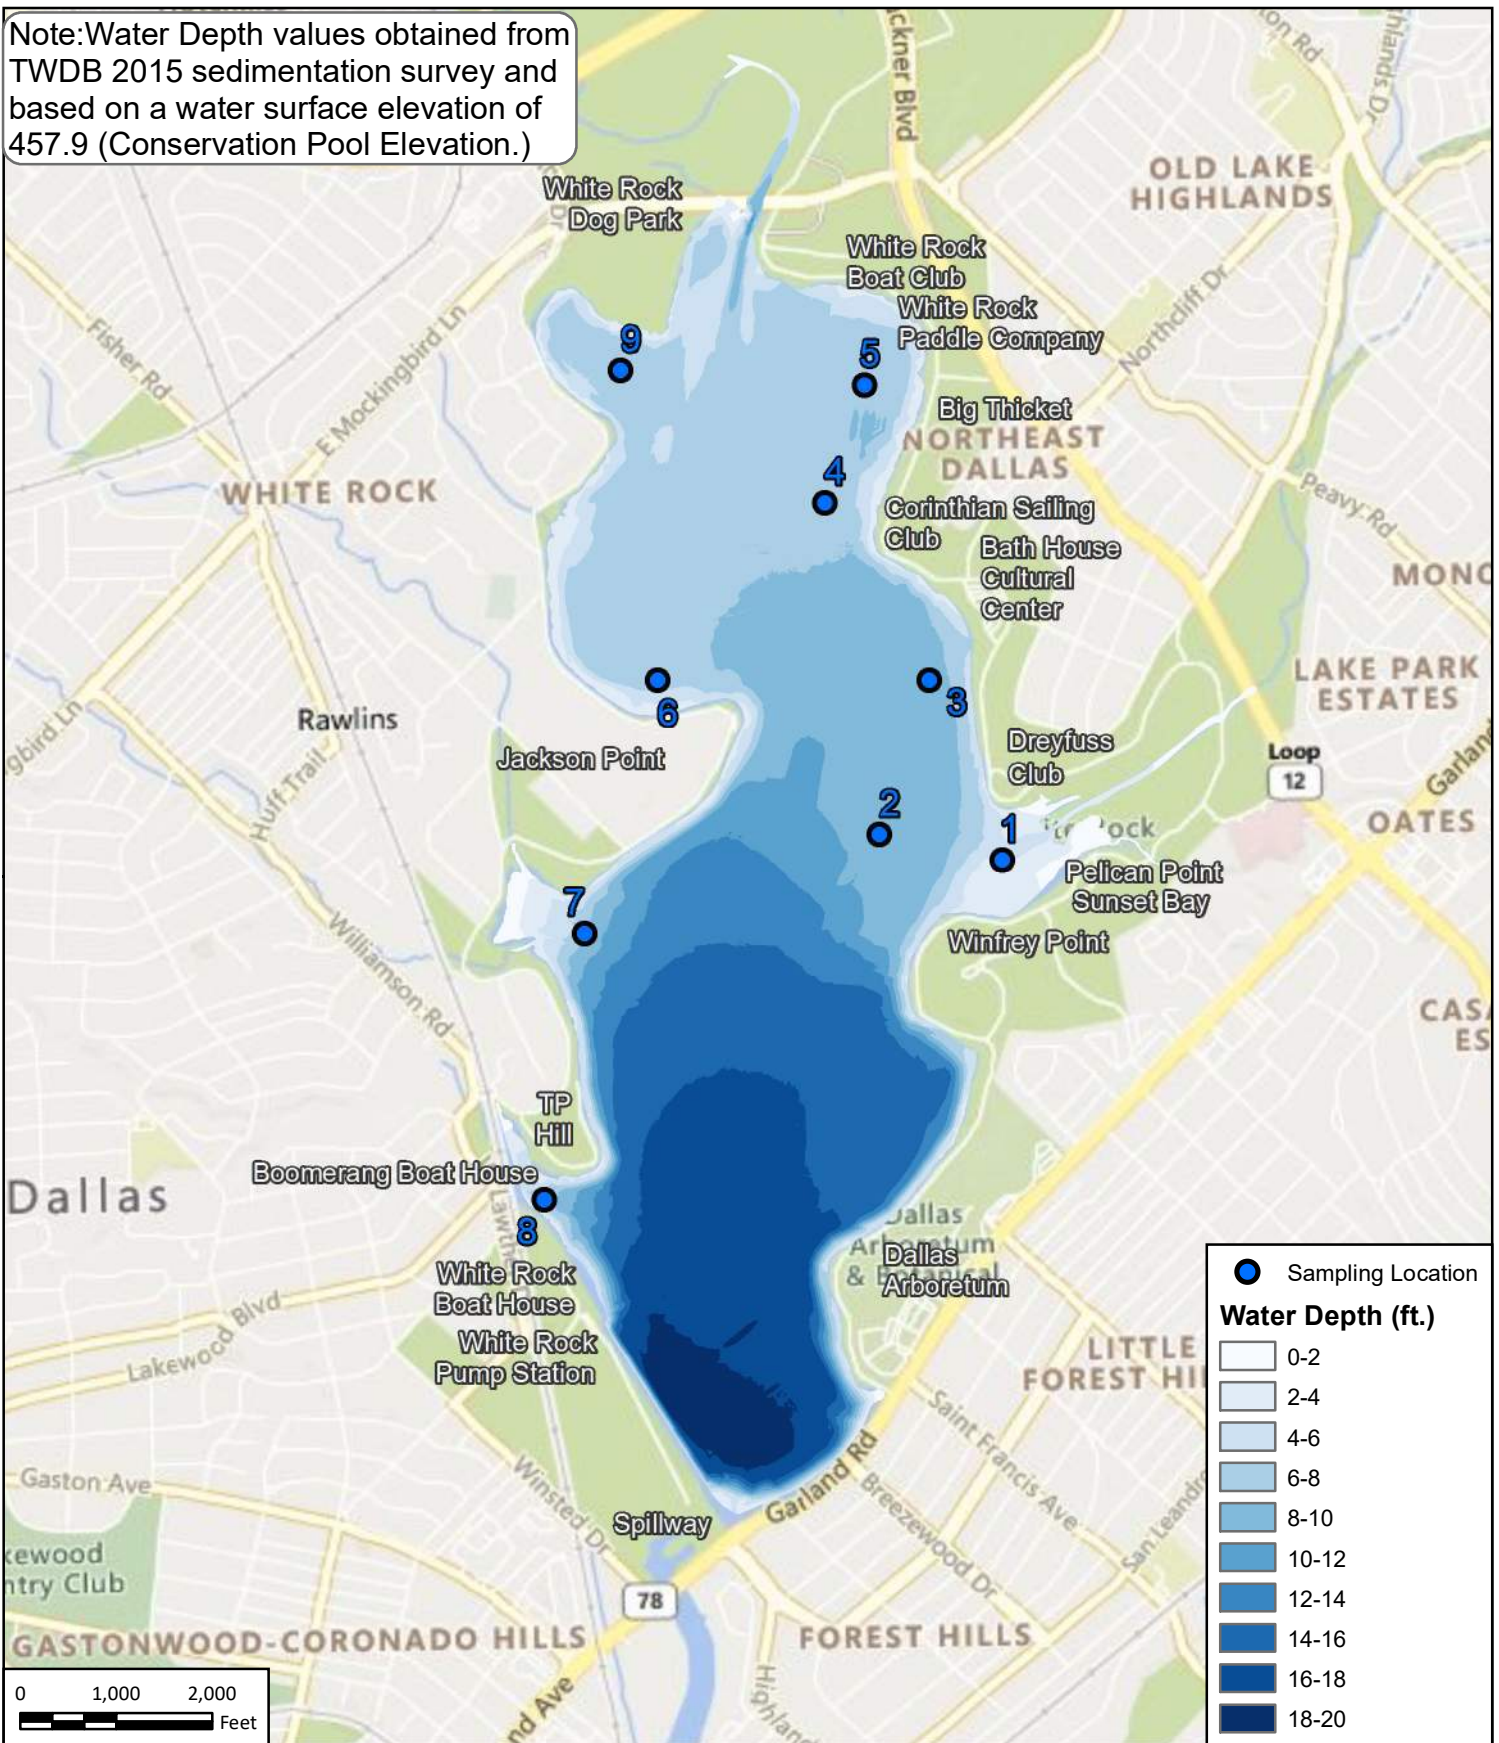 Note:Water Depth values obtained from
TWDB 2015 sedimentation survey and
based on a water surface elevation of
457.9 (Conservation Pool Elevation.)
OLD LAKE
HIGHLANDS
White Rock
Dog Park
White Rock
Boat Club
White Rock
Paddle Company
Northcliff Dr
Fisher Rd
E Mockingbird Ln
9
5
Big Thicket
NORTHEAST
DALLAS
4
WHITE ROCK
Peavy Rd
Corinthian Sailing
Club
Bath House
Cultural
Center
LAKE PARK
ESTATES
6
3
Rawlins
Jackson Point
Dreyfuss
Club
Loop
12
Huff Trail
2
1
OATES
Pelican Point
Sunset Bay
7
Winfrey Point
Williamson Rd
TP
Hill
Boomerang Boat House
Dallas
8
Dallas
Arboretum
White Rock
Boat House
White Rock
Pump Station
Lakewood Blvd
LITTLE
Saint Francis Ave
Gaston Ave
Winsted Dr
Garland Rd
Breezewood Dr
Spillway
78
GASTONWOOD-CORONADO HILLS
FOREST HILLS
0 1,000 2,000
Feet
Sampling Location
Water Depth (ft.)
0-2
2-4
4-6
6-8
8-10
10-12
12-14
14-16
16-18
18-20